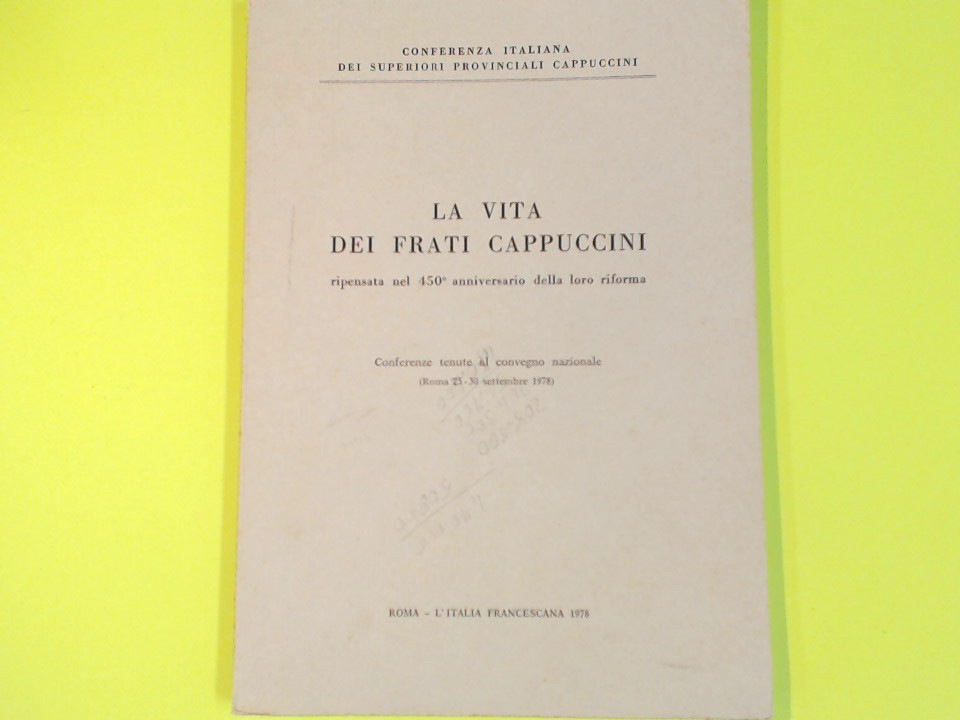 CONFERENZA ITALIANA
DEI SUPERIORI PROVINCIALI CAPPUCCINI
LA VITA
DEI FRATI CAPPUCCINI
ripensata nel 450° anniversario della loro riforma
Conferenze tenute al convegno nazionale
(Roma 25-30 settembre 1978)
ROMA – L'ITALIA FRANCESCANA 1978